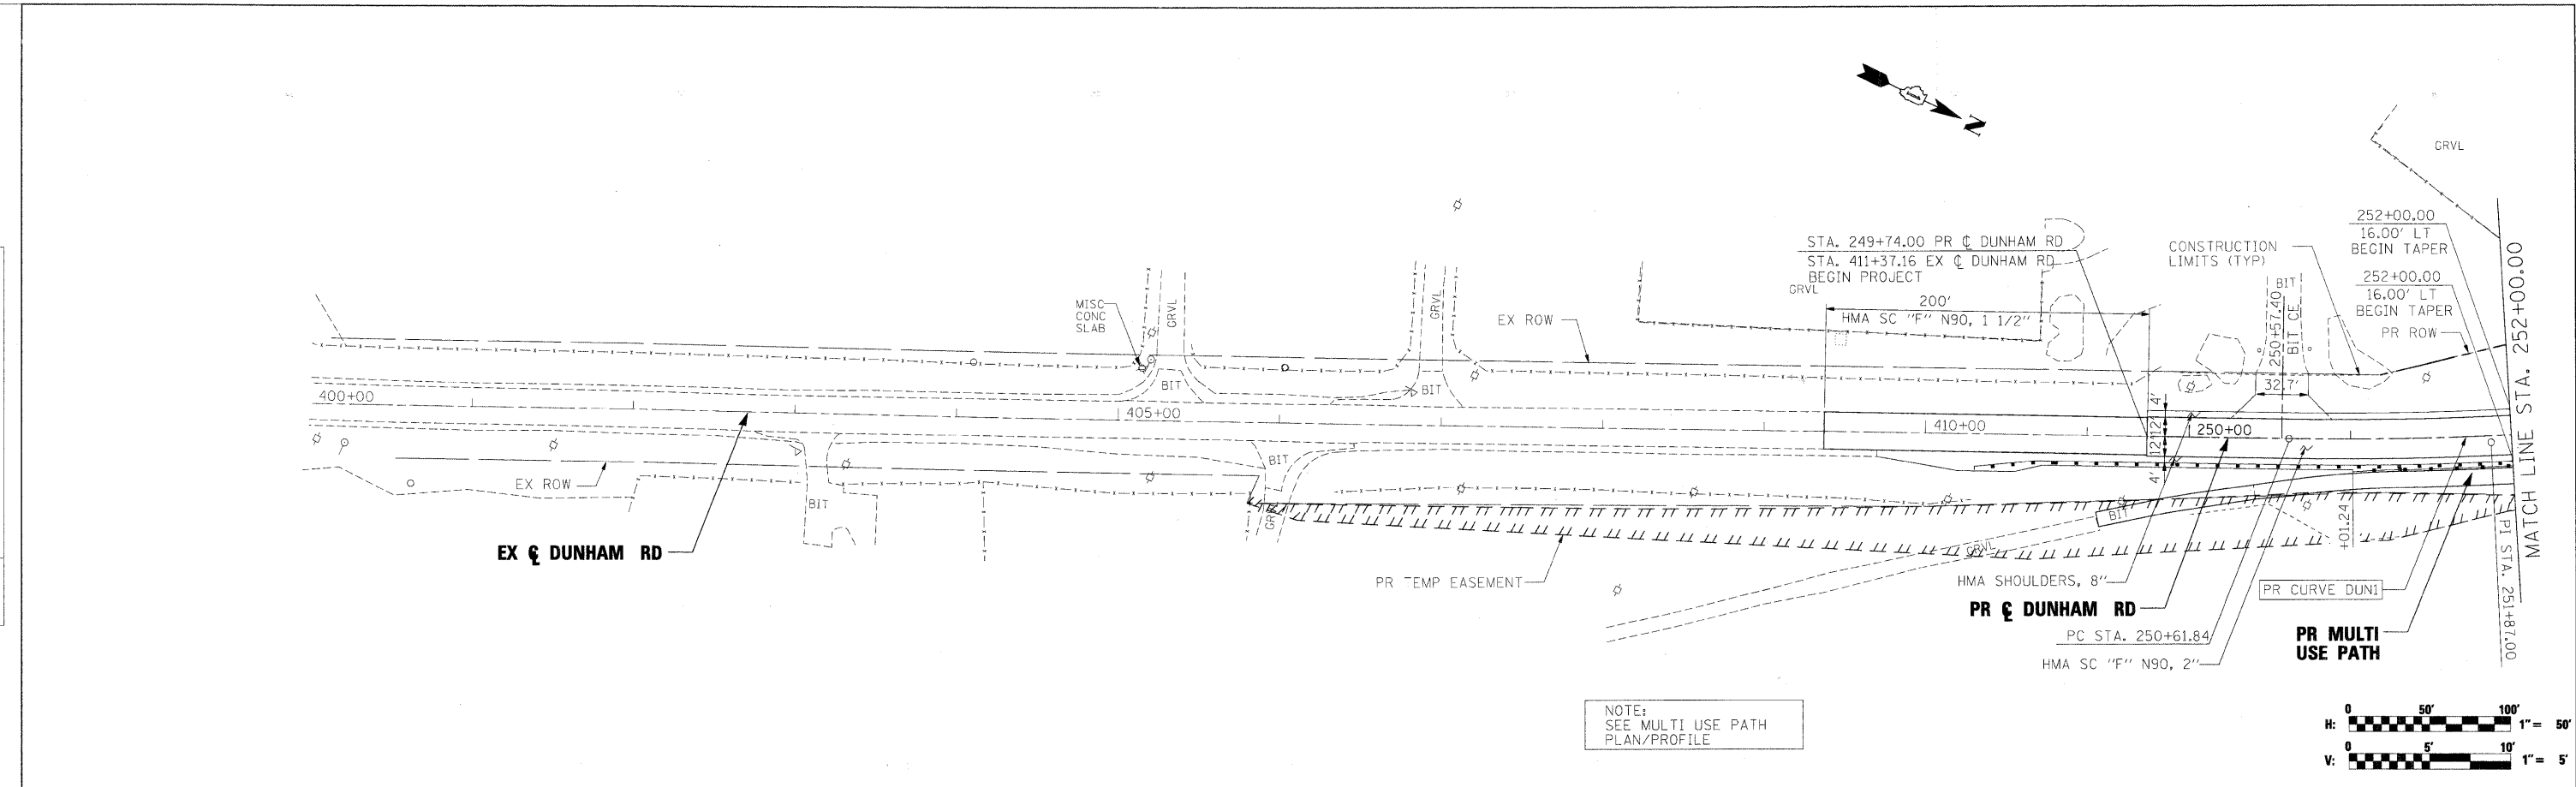 N
GRVL
252+00.00
16.00' LT
BEGIN TAPER
252+00.00
16.00' LT
BEGIN TAPER
PR ROW
MATCH LINE STA. 252+00.00
STA. 249+74.00 PR ℄ DUNHAM RD
STA. 411+37.16 EX ℄ DUNHAM RD
BEGIN PROJECT
GRVL
200'
HMA SC "F" N90, 1 1/2"
CONSTRUCTION
LIMITS (TYP)
BIT
250+57.40
BIT CE
32.7'
MISC
CONC
SLAB
GRVL
GRVL
EX ROW
BIT
BIT
400+00
405+00
410+00
250+00
4'
12'
12'
4'
EX ROW
BIT
BIT
GRVL
BIT
GRVL
+01.24
EX ℄ DUNHAM RD
PR TEMP EASEMENT
HMA SHOULDERS, 8"
PR ℄ DUNHAM RD
PC STA. 250+61.84
HMA SC "F" N90, 2"
PR CURVE DUN1
PR MULTI
USE PATH
PI STA. 251+87.00
NOTE:
SEE MULTI USE PATH
PLAN/PROFILE
0 50' 100'
H: 1"= 50'
0 5' 10'
V: 1"= 5'